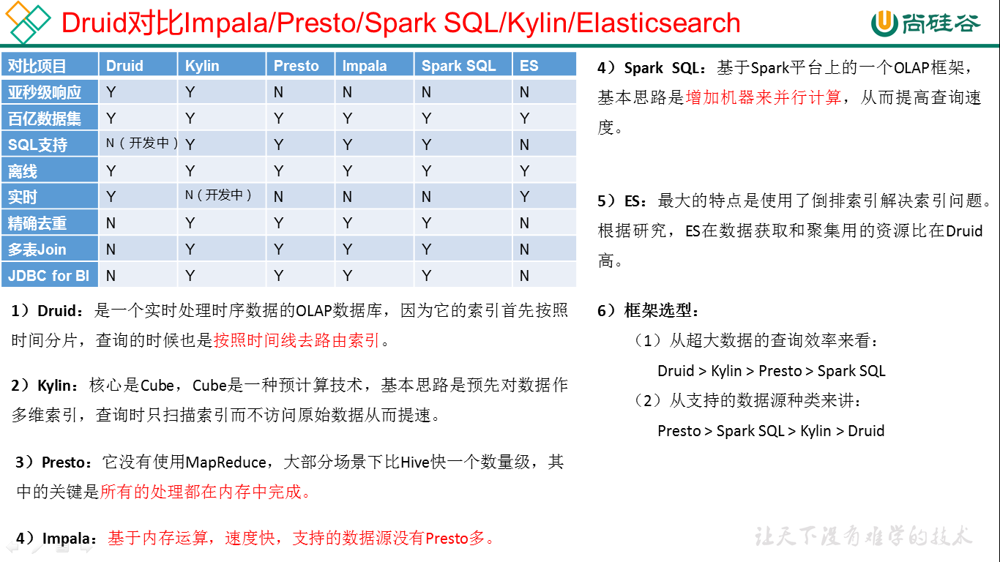 Druid对比Impala/Presto/Spark SQL/Kylin/Elasticsearch
尚硅谷
对比项目 Druid Kylin Presto Impala Spark SQL ES
亚秒级响应 Y Y N N N N
百亿数据集 Y Y Y Y Y Y
SQL支持 N（开发中） Y Y Y Y N
离线 Y Y Y Y Y Y
实时 Y N（开发中） N N N Y
精确去重 N Y Y Y Y N
多表Join N Y Y Y Y N
JDBC for BI N Y Y Y Y N
1）Druid：是一个实时处理时序数据的OLAP数据库，因为它的索引首先按照
时间分片，查询的时候也是按照时间线去路由索引。
2）Kylin：核心是Cube，Cube是一种预计算技术，基本思路是预先对数据作
多维索引，查询时只扫描索引而不访问原始数据从而提速。
3）Presto：它没有使用MapReduce，大部分场景下比Hive快一个数量级，其
中的关键是所有的处理都在内存中完成。
4）Impala：基于内存运算，速度快，支持的数据源没有Presto多。
4）Spark SQL：基于Spark平台上的一个OLAP框架，
基本思路是增加机器来并行计算，从而提高查询速
度。
5）ES：最大的特点是使用了倒排索引解决索引问题。
根据研究，ES在数据获取和聚集用的资源比在Druid
高。
6）框架选型：
（1）从超大数据的查询效率来看：
Druid > Kylin > Presto > Spark SQL
（2）从支持的数据源种类来讲：
Presto > Spark SQL > Kylin > Druid
让天下没有难学的技术